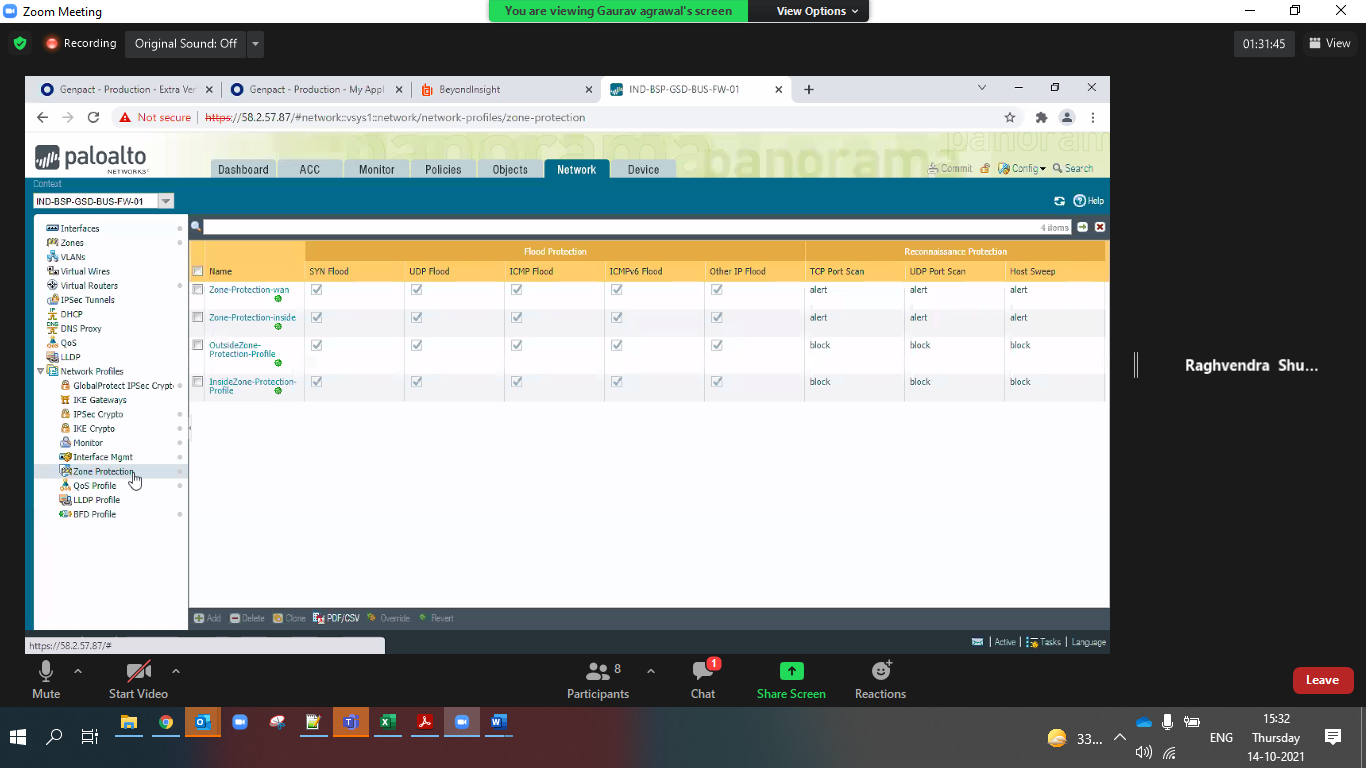 Zoom Meeting
You are viewing Gaurav agrawal's screen
View Options
Recording
Original Sound: Off
01:31:45
View
Genpact - Production - Extra Ver
Genpact - Production - My Appl
BeyondInsight
IND-BSP-GSD-BUS-FW-01
Not secure
https://58.2.57.87/#network::vsys1::network/network-profiles/zone-protection
paloalto
NETWORKS
panorama
Dashboard
ACC
Monitor
Policies
Objects
Network
Device
Commit
Config
Search
Context
IND-BSP-GSD-BUS-FW-01
Help
Interfaces
Zones
VLANs
Virtual Wires
Virtual Routers
IPSec Tunnels
DHCP
DNS Proxy
QoS
LLDP
Network Profiles
GlobalProtect IPSec Crypt
IKE Gateways
IPSec Crypto
IKE Crypto
Monitor
Interface Mgmt
Zone Protection
QoS Profile
LLDP Profile
BFD Profile
4 items
Flood Protection
Reconnaissance Protection
Name
SYN Flood
UDP Flood
ICMP Flood
ICMPv6 Flood
Other IP Flood
TCP Port Scan
UDP Port Scan
Host Sweep
Zone-Protection-wan
alert
alert
alert
Zone-Protection-inside
alert
alert
alert
OutsideZone-
Protection-Profile
block
block
block
InsideZone-Protection-
Profile
block
block
block
Add
Delete
Clone
PDF/CSV
Override
Revert
https://58.2.57.87/#
Active
Tasks
Language
Raghvendra Shu...
Mute
Start Video
8
Participants
1
Chat
Share Screen
Reactions
Leave
33...
ENG
15:32
Thursday
14-10-2021